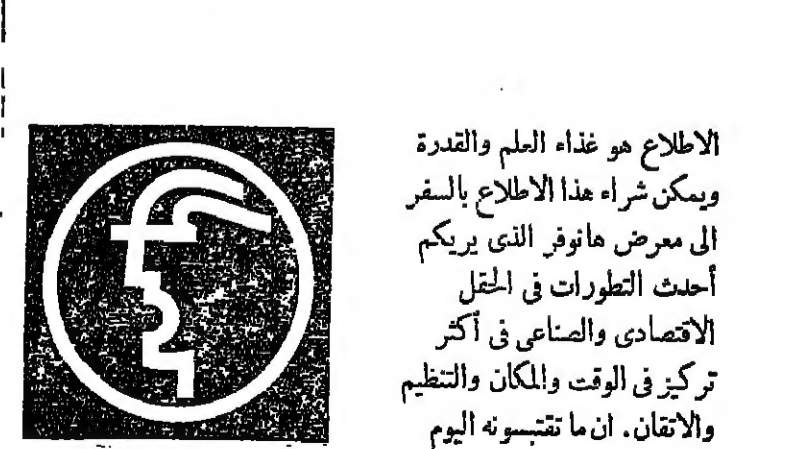 الاطلاع هو غذاء العلم والقدرة
ويمكن شراء هذا الاطلاع بالسفر
الى معرض هانوفر الذى يريكم
أحدث التطورات فى الحقل
الاقتصادى والصناعى فى أكثر
تركيز فى الوقت والمكان والتنظيم
والاتقان. ان ما تقتبسونه اليوم